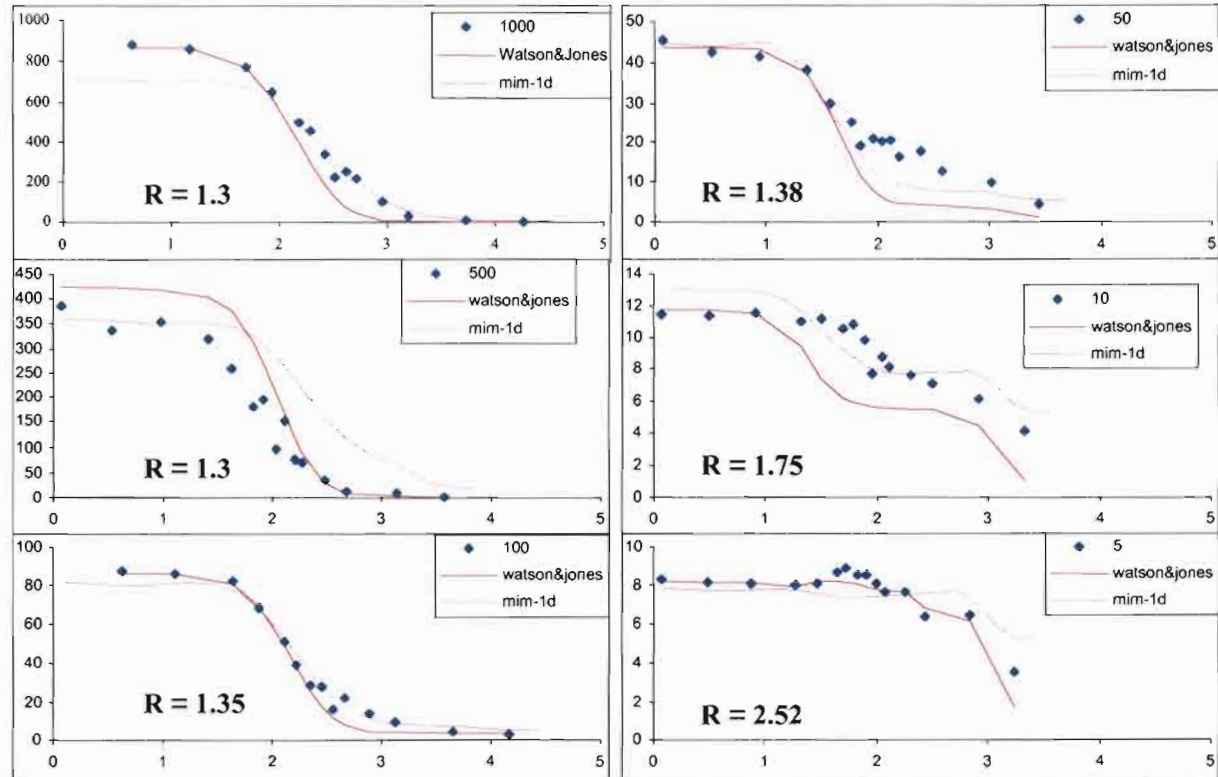 1000
800
600
400
200
0
0 1 2 3 4 5
1000
Watson&Jones
mim-1d
R = 1.3
50
40
30
20
10
0
0 1 2 3 4 5
50
watson&jones
mim-1d
R = 1.38
450
400
350
300
250
200
150
100
50
0
0 1 2 3 4 5
500
watson&jones
mim-1d
R = 1.3
14
12
10
8
6
4
2
0
0 1 2 3 4 5
10
watson&jones
mim-1d
R = 1.75
100
80
60
40
20
0
0 1 2 3 4 5
100
watson&jones
mim-1d
R = 1.35
10
8
6
4
2
0
0 1 2 3 4 5
5
watson&jones
mim-1d
R = 2.52